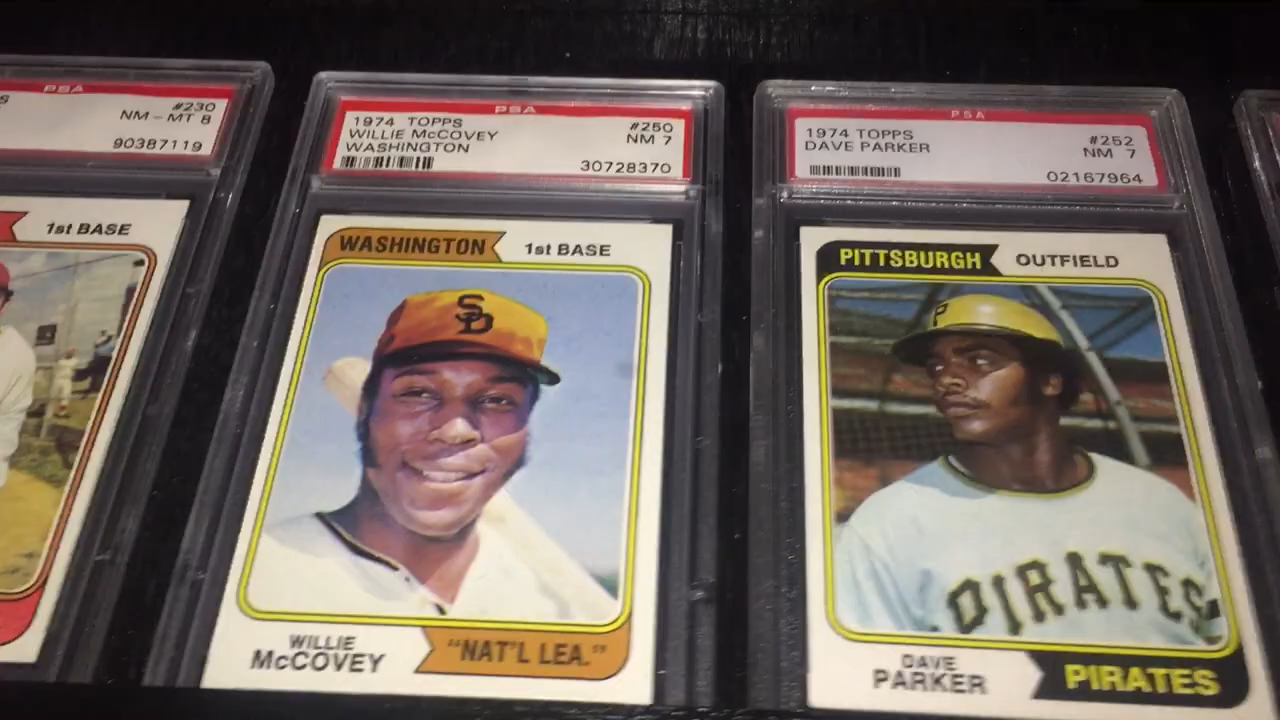 PSA
#230
NM-MT 8
90387119
1st BASE
PSA
1974 TOPPS #250
WILLIE McCOVEY NM 7
WASHINGTON
30728370
WASHINGTON 1st BASE
SD
WILLIE
McCOVEY
"NAT'L LEA."
PSA
1974 TOPPS #252
DAVE PARKER NM 7
02167964
PITTSBURGH OUTFIELD
P
PIRATES
DAVE
PARKER
PIRATES